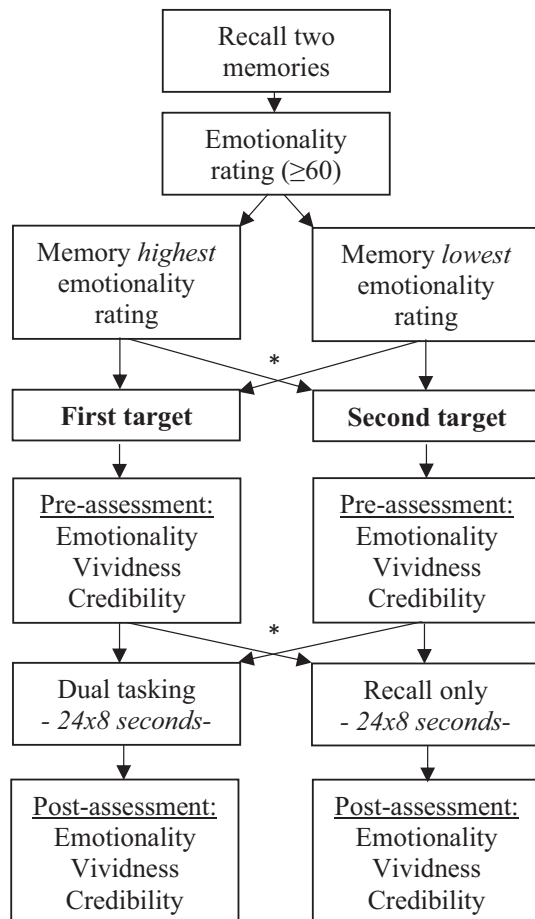 Recall two
memories
Emotionality
rating (≥60)
Memory highest
emotionality
rating
Memory lowest
emotionality
rating
*
First target
Second target
Pre-assessment:
Emotionality
Vividness
Credibility
Pre-assessment:
Emotionality
Vividness
Credibility
*
Dual tasking
- 24x8 seconds-
Recall only
- 24x8 seconds-
Post-assessment:
Emotionality
Vividness
Credibility
Post-assessment:
Emotionality
Vividness
Credibility